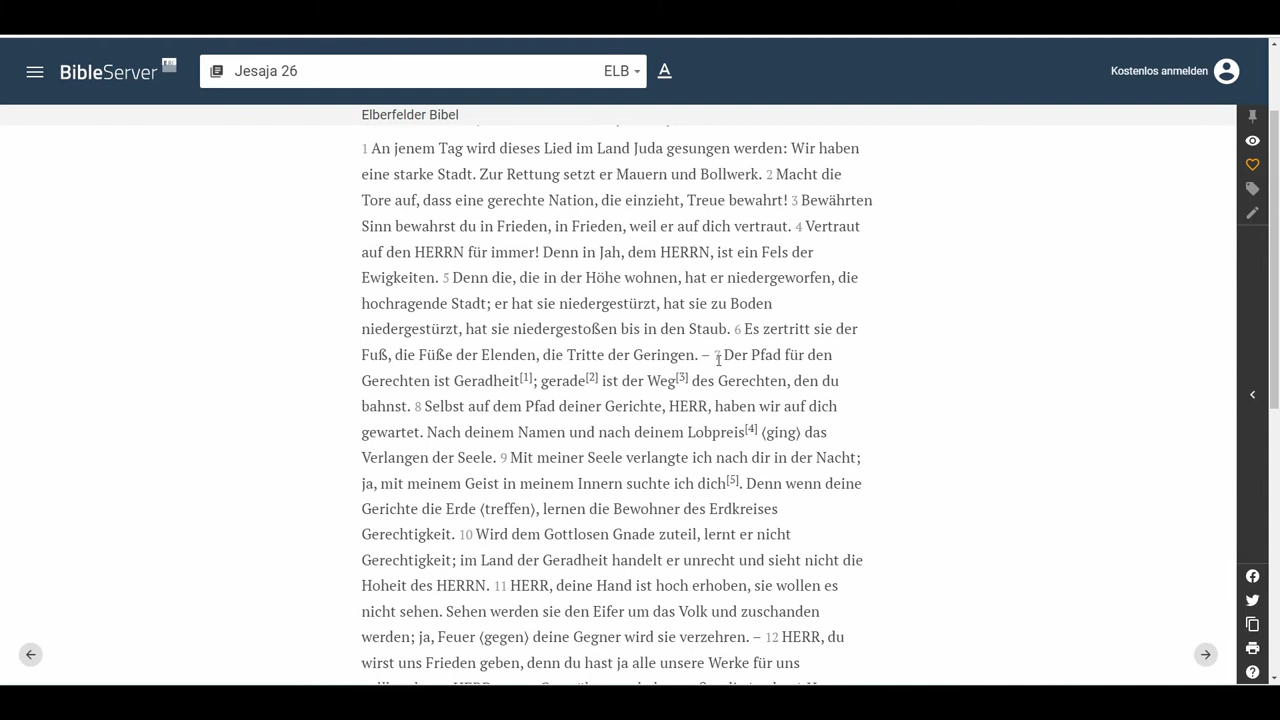 BibleServer
Jesaja 26
ELB
A
Kostenlos anmelden
Elberfelder Bibel
1 An jenem Tag wird dieses Lied im Land Juda gesungen werden: Wir haben
eine starke Stadt. Zur Rettung setzt er Mauern und Bollwerk. 2 Macht die
Tore auf, dass eine gerechte Nation, die einzieht, Treue bewahrt! 3 Bewährten
Sinn bewahrst du in Frieden, in Frieden, weil er auf dich vertraut. 4 Vertraut
auf den HERRN für immer! Denn in Jah, dem HERRN, ist ein Fels der
Ewigkeiten. 5 Denn die, die in der Höhe wohnen, hat er niedergeworfen, die
hochragende Stadt; er hat sie niedergestürzt, hat sie zu Boden
niedergestürzt, hat sie niedergestoßen bis in den Staub. 6 Es zertritt sie der
Fuß, die Füße der Elenden, die Tritte der Geringen. – 7 Der Pfad für den
Gerechten ist Geradheit[1]; gerade[2] ist der Weg[3] des Gerechten, den du
bahnst. 8 Selbst auf dem Pfad deiner Gerichte, HERR, haben wir auf dich
gewartet. Nach deinem Namen und nach deinem Lobpreis[4] ⟨ging⟩ das
Verlangen der Seele. 9 Mit meiner Seele verlangte ich nach dir in der Nacht;
ja, mit meinem Geist in meinem Innern suchte ich dich[5]. Denn wenn deine
Gerichte die Erde ⟨treffen⟩, lernen die Bewohner des Erdkreises
Gerechtigkeit. 10 Wird dem Gottlosen Gnade zuteil, lernt er nicht
Gerechtigkeit; im Land der Geradheit handelt er unrecht und sieht nicht die
Hoheit des HERRN. 11 HERR, deine Hand ist hoch erhoben, sie wollen es
nicht sehen. Sehen werden sie den Eifer um das Volk und zuschanden
werden; ja, Feuer ⟨gegen⟩ deine Gegner wird sie verzehren. – 12 HERR, du
wirst uns Frieden geben, denn du hast ja alle unsere Werke für uns